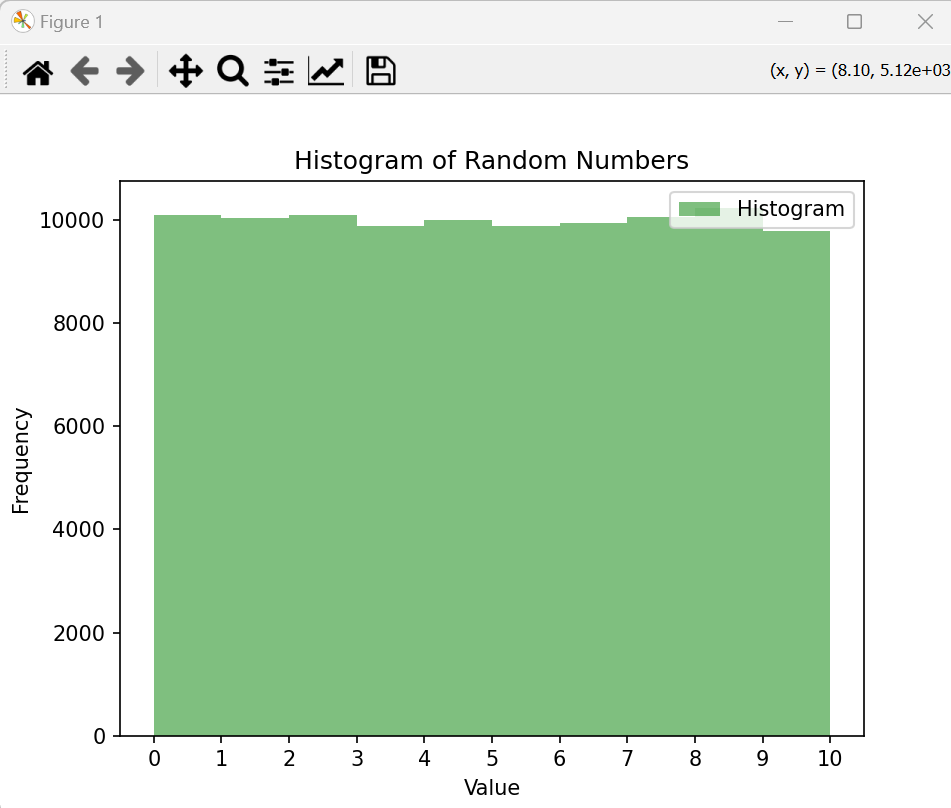 Figure 1
(x, y) = (8.10, 5.12e+03
Histogram of Random Numbers
Histogram
10000
8000
6000
4000
2000
0
Frequency
0 1 2 3 4 5 6 7 8 9 10
Value